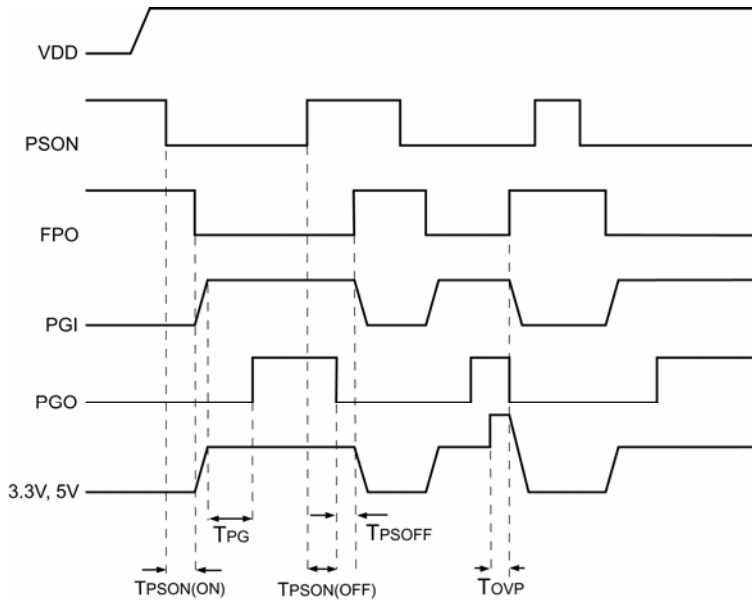 VDD
PSON
FPO
PGI
PGO
3.3V, 5V
TPG
TPSOFF
TPSON(ON)
TPSON(OFF)
TOVP